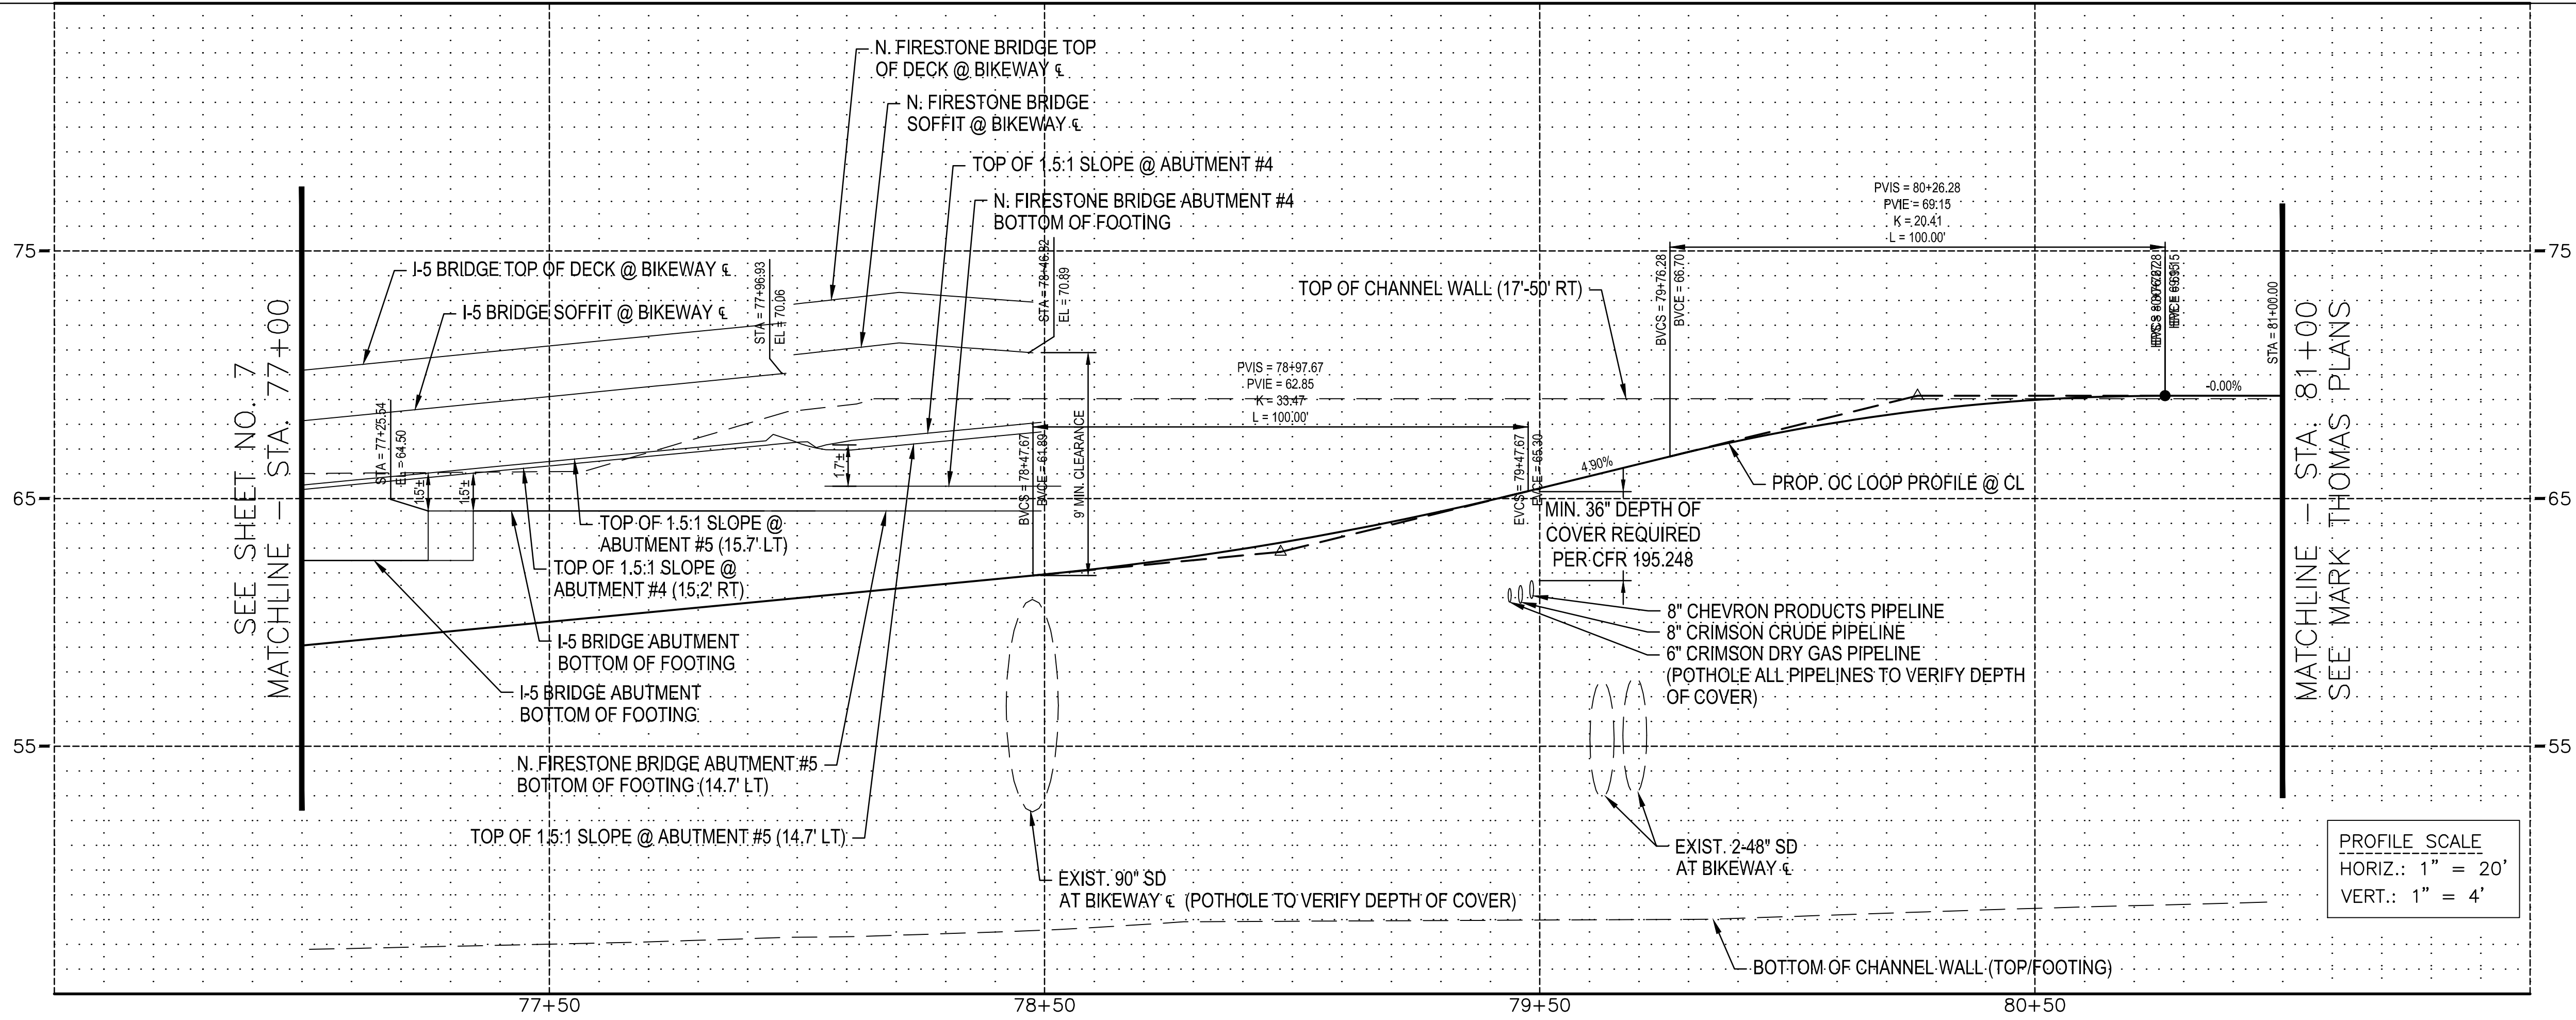 N. FIRESTONE BRIDGE TOP
OF DECK @ BIKEWAY ℄
N. FIRESTONE BRIDGE
SOFFIT @ BIKEWAY ℄
TOP OF 1.5:1 SLOPE @ ABUTMENT #4
N. FIRESTONE BRIDGE ABUTMENT #4
BOTTOM OF FOOTING
PVIS = 80+26.28
PVIE = 69.15
K = 20.41
L = 100.00'
75
75
I-5 BRIDGE TOP OF DECK @ BIKEWAY ℄
I-5 BRIDGE SOFFIT @ BIKEWAY ℄
STA = 77+96.93
EL = 70.06
STA = 78+46.82
EL = 70.89
TOP OF CHANNEL WALL (17'-50' RT)
BVCS = 79+76.28
BVCE = 66.70
STA = 81+00.00
SEE SHEET NO. 7
MATCHLINE - STA. 77+00
MATCHLINE - STA. 81+00
SEE MARK THOMAS PLANS
PVIS = 78+97.67
PVIE = 62.85
K = 33.47
L = 100.00'
-0.00%
STA = 77+25.54
EL = 64.50
1.5'±
1.5'±
1.7'±
BVCS = 78+47.67
BVCE = 61.89
9' MIN. CLEARANCE
EVCS = 79+47.67
EVCE = 65.30
4.90%
PROP. OC LOOP PROFILE @ CL
65
65
MIN. 36" DEPTH OF
COVER REQUIRED
PER CFR 195.248
TOP OF 1.5:1 SLOPE @
ABUTMENT #5 (15.7' LT)
TOP OF 1.5:1 SLOPE @
ABUTMENT #4 (15.2' RT)
8" CHEVRON PRODUCTS PIPELINE
8" CRIMSON CRUDE PIPELINE
6" CRIMSON DRY GAS PIPELINE
(POTHOLE ALL PIPELINES TO VERIFY DEPTH
OF COVER)
I-5 BRIDGE ABUTMENT
BOTTOM OF FOOTING
I-5 BRIDGE ABUTMENT
BOTTOM OF FOOTING
55
55
N. FIRESTONE BRIDGE ABUTMENT #5
BOTTOM OF FOOTING (14.7' LT)
TOP OF 1.5:1 SLOPE @ ABUTMENT #5 (14.7' LT)
EXIST. 90" SD
AT BIKEWAY ℄ (POTHOLE TO VERIFY DEPTH OF COVER)
EXIST. 2-48" SD
AT BIKEWAY ℄
PROFILE SCALE
HORIZ.: 1" = 20'
VERT.: 1" = 4'
BOTTOM OF CHANNEL WALL (TOP/FOOTING)
77+50
78+50
79+50
80+50